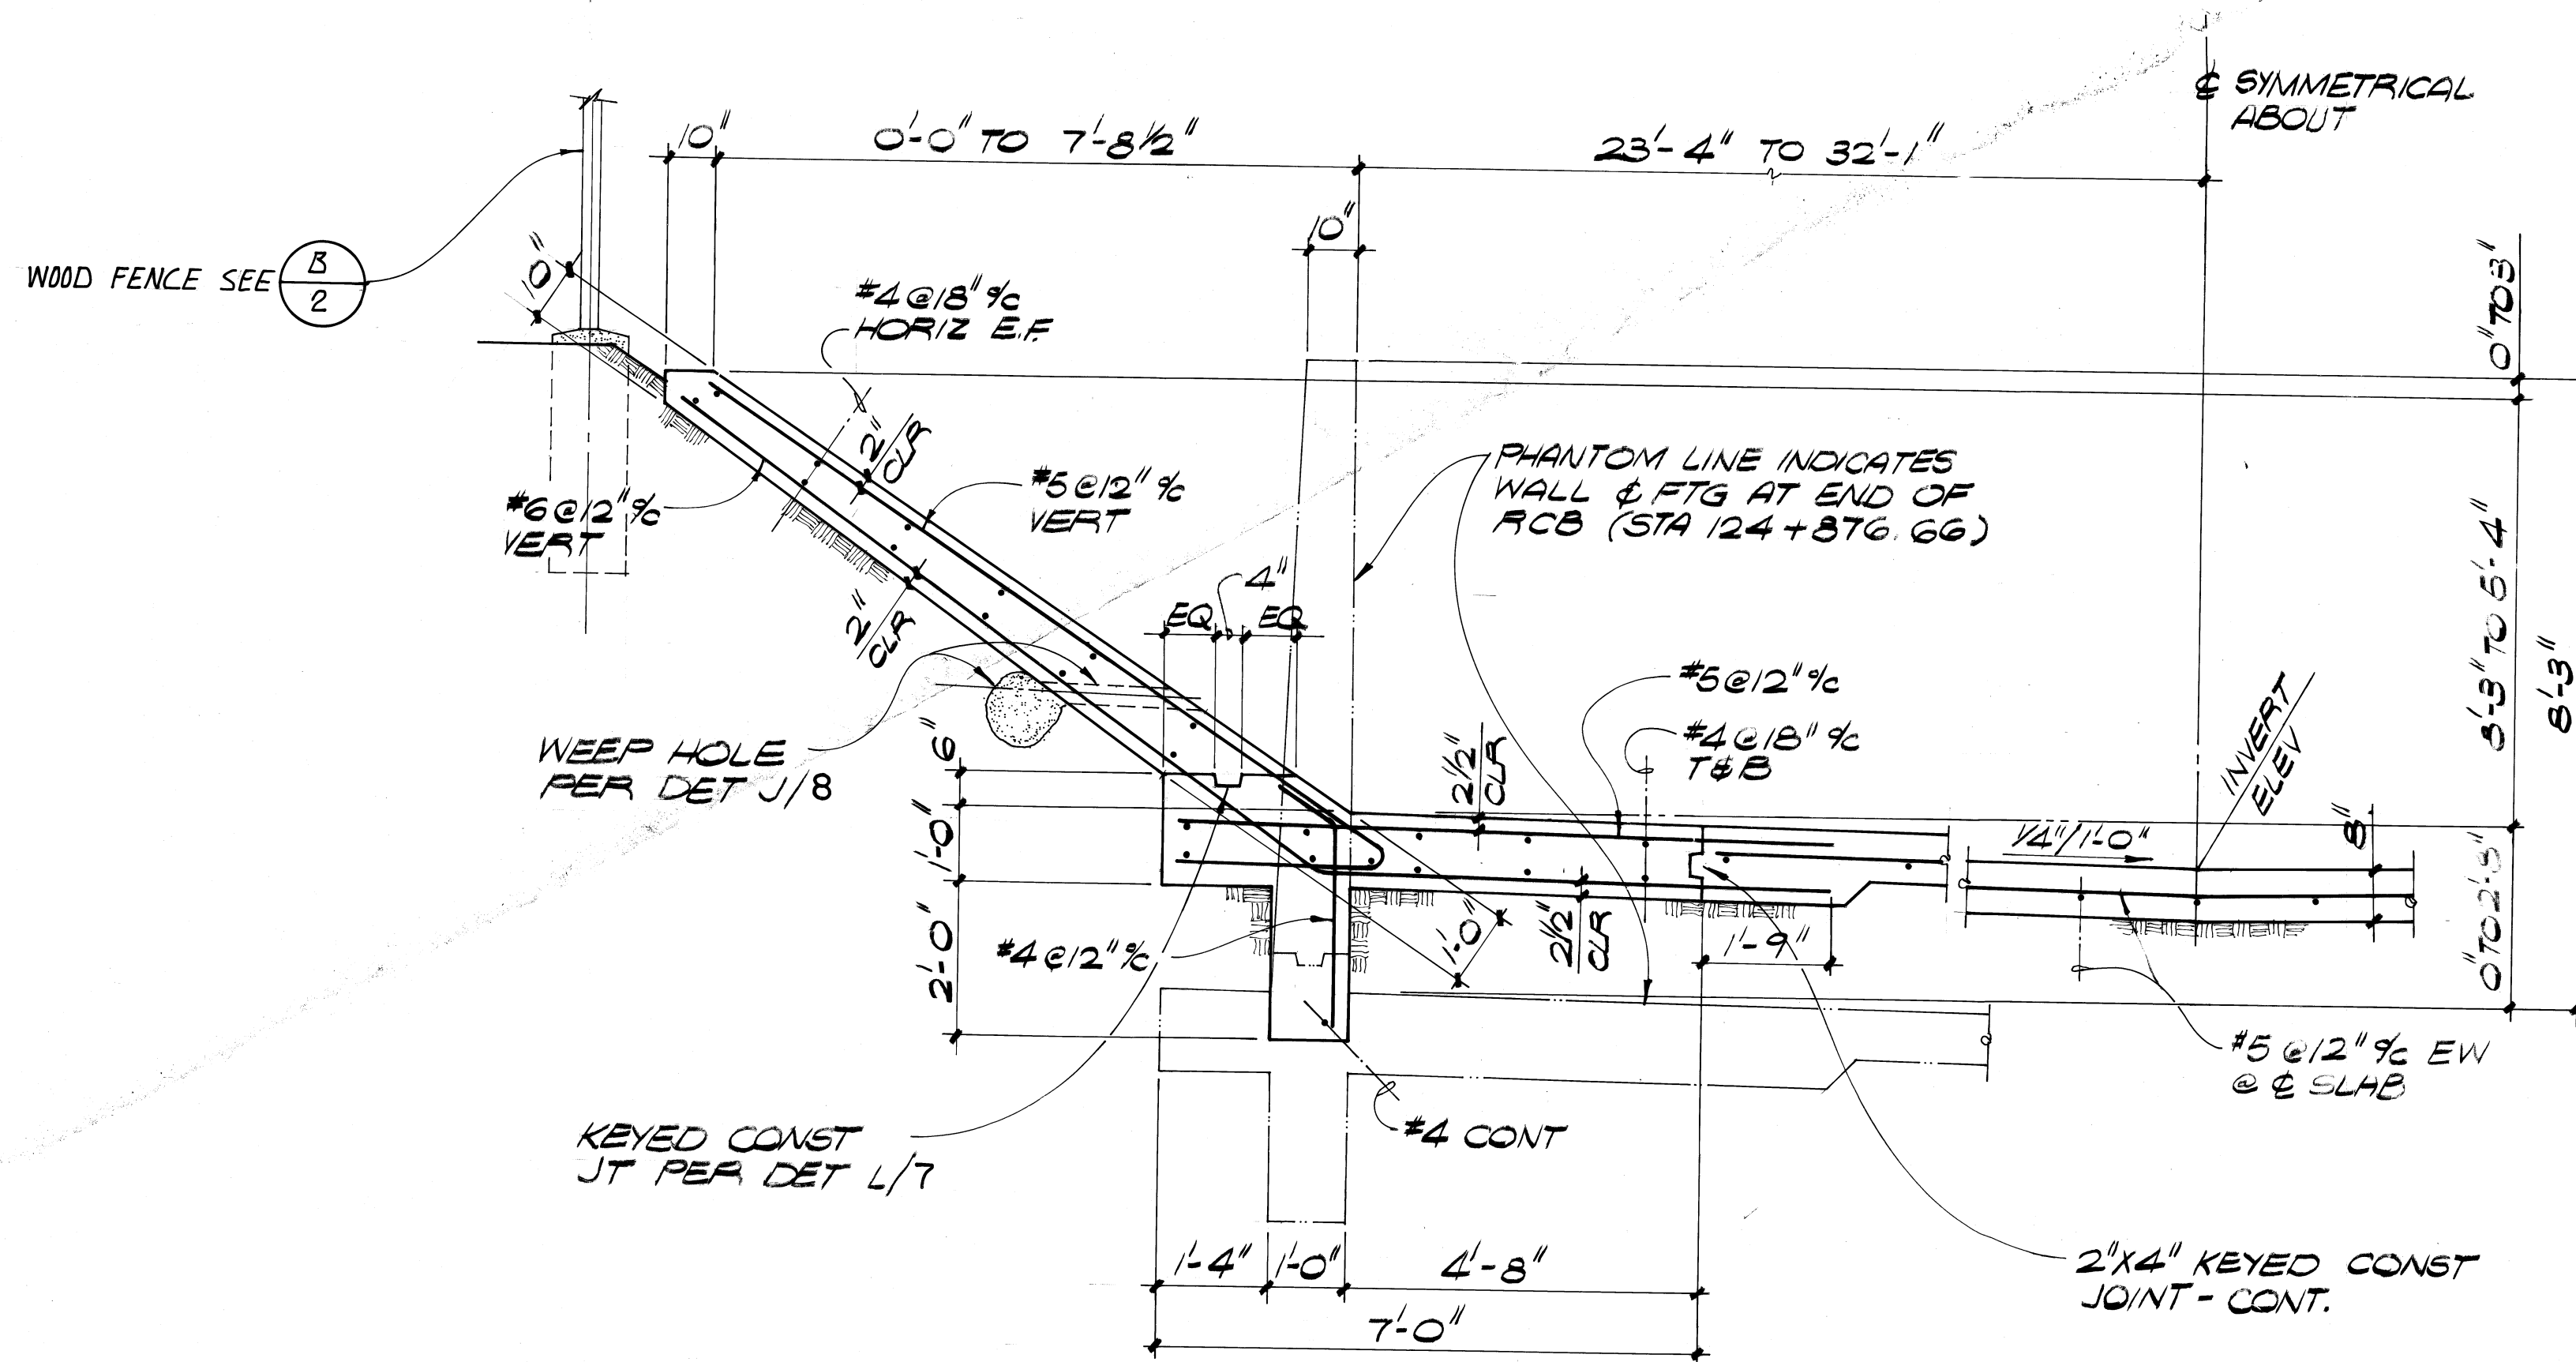 ℄ SYMMETRICAL
ABOUT
10"
0'-0" TO 7'-8½"
23'-4" TO 32'-1"
10"
WOOD FENCE SEE
B
2
10"
0" TO 3"
#4@18" o/c
HORIZ E.F.
2"
CLR
#5@12" o/c
VERT
#6@12" o/c
VERT
PHANTOM LINE INDICATES
WALL & FTG AT END OF
RCB (STA 124+876.66)
4"
EQ
EQ
2"
CLR
8'-3" TO 5'-4"
8'-3"
#5@12" o/c
#4@18" o/c
T&B
INVERT
ELEV
WEEP HOLE
PER DET J/8
6"
2½"
CLR
1'-0"
¼"/1'-0"
8"
2'-0"
#4@12" o/c
1'-0"
2½"
CLR
1'-9"
#5@12" o/c EW
@ ℄ SLAB
KEYED CONST
JT PER DET L/7
#4 CONT
1'-4"
1'-0"
4'-8"
7'-0"
2"X4" KEYED CONST
JOINT - CONT.